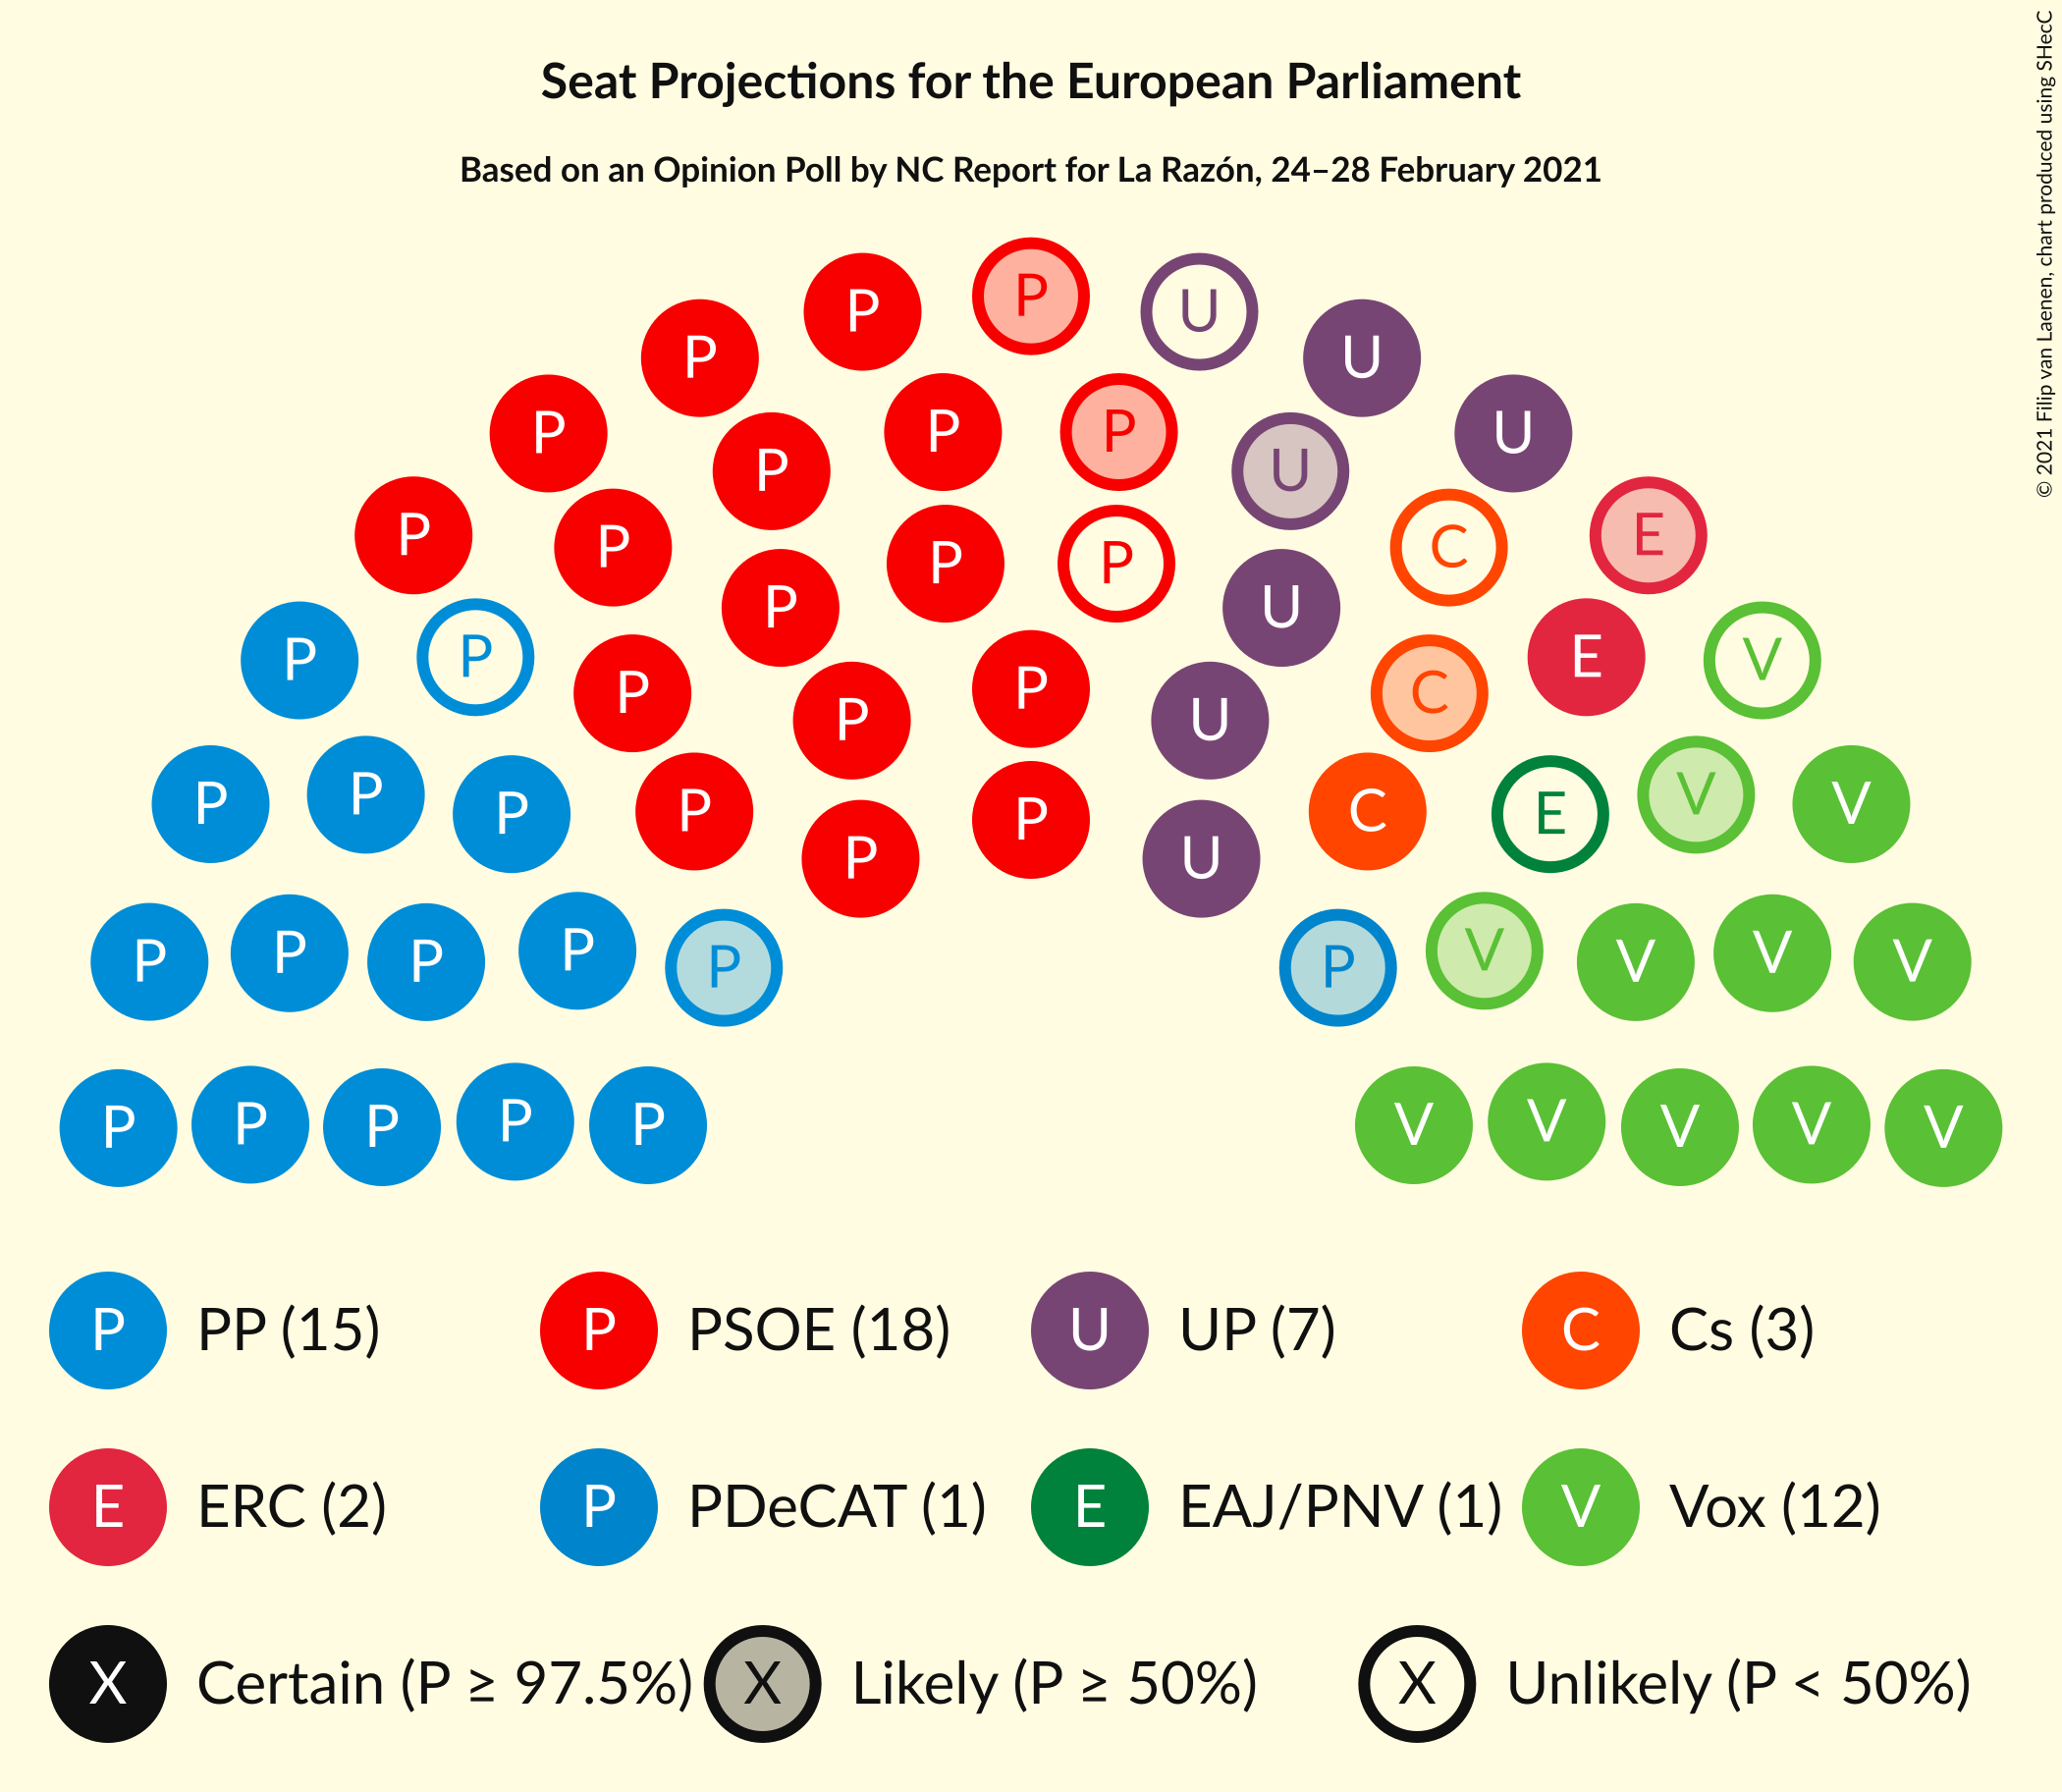 Seat Projections for the European Parliament
Based on an Opinion Poll by NC Report for La Razón, 24–28 February 2021
© 2021 Filip van Laenen, chart produced using SHecC
P
P P U
P P P U U
P P U
P P C E
P P P U
P P P C E V
P U
P P P P C E V V
P P U
P P P P P P V V V V
P P P P P V V V V V
P PP (15) P PSOE (18) U UP (7) C Cs (3)
E ERC (2) P PDeCAT (1) E EAJ/PNV (1) V Vox (12)
X Certain (P ≥ 97.5%) X Likely (P ≥ 50%) X Unlikely (P < 50%)